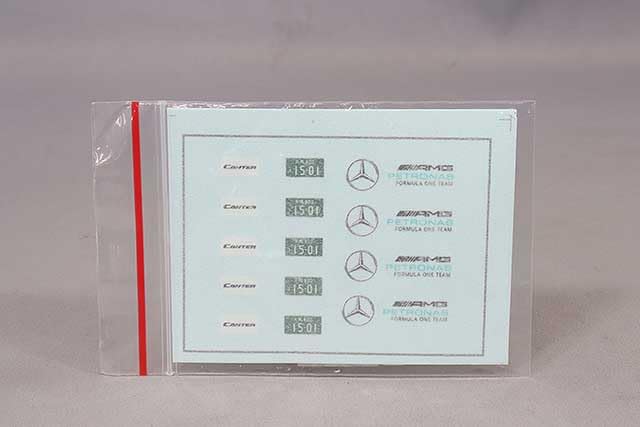 CANTER
15-01
AMG
PETRONAS
FORMULA ONE TEAM
CANTER
15-01
AMG
PETRONAS
FORMULA ONE TEAM
CANTER
15-01
AMG
PETRONAS
FORMULA ONE TEAM
CANTER
15-01
AMG
PETRONAS
FORMULA ONE TEAM
CANTER
15-01